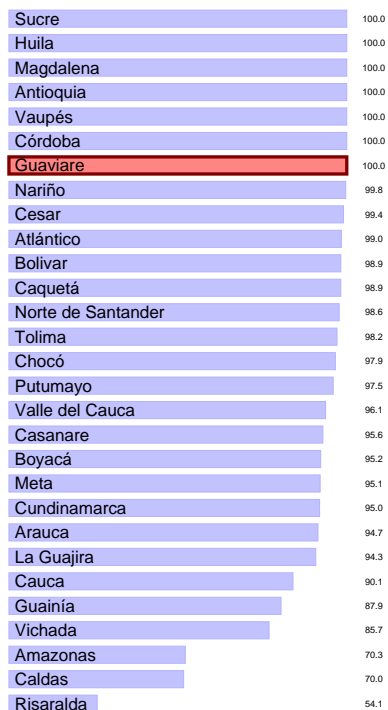 Sucre 100.0
Huila 100.0
Magdalena 100.0
Antioquia 100.0
Vaupés 100.0
Córdoba 100.0
Guaviare 100.0
Nariño 99.8
Cesar 99.4
Atlántico 99.0
Bolivar 98.9
Caquetá 98.9
Norte de Santander 98.6
Tolima 98.2
Chocó 97.9
Putumayo 97.5
Valle del Cauca 96.1
Casanare 95.6
Boyacá 95.2
Meta 95.1
Cundinamarca 95.0
Arauca 94.7
La Guajira 94.3
Cauca 90.1
Guainía 87.9
Vichada 85.7
Amazonas 70.3
Caldas 70.0
Risaralda 54.1